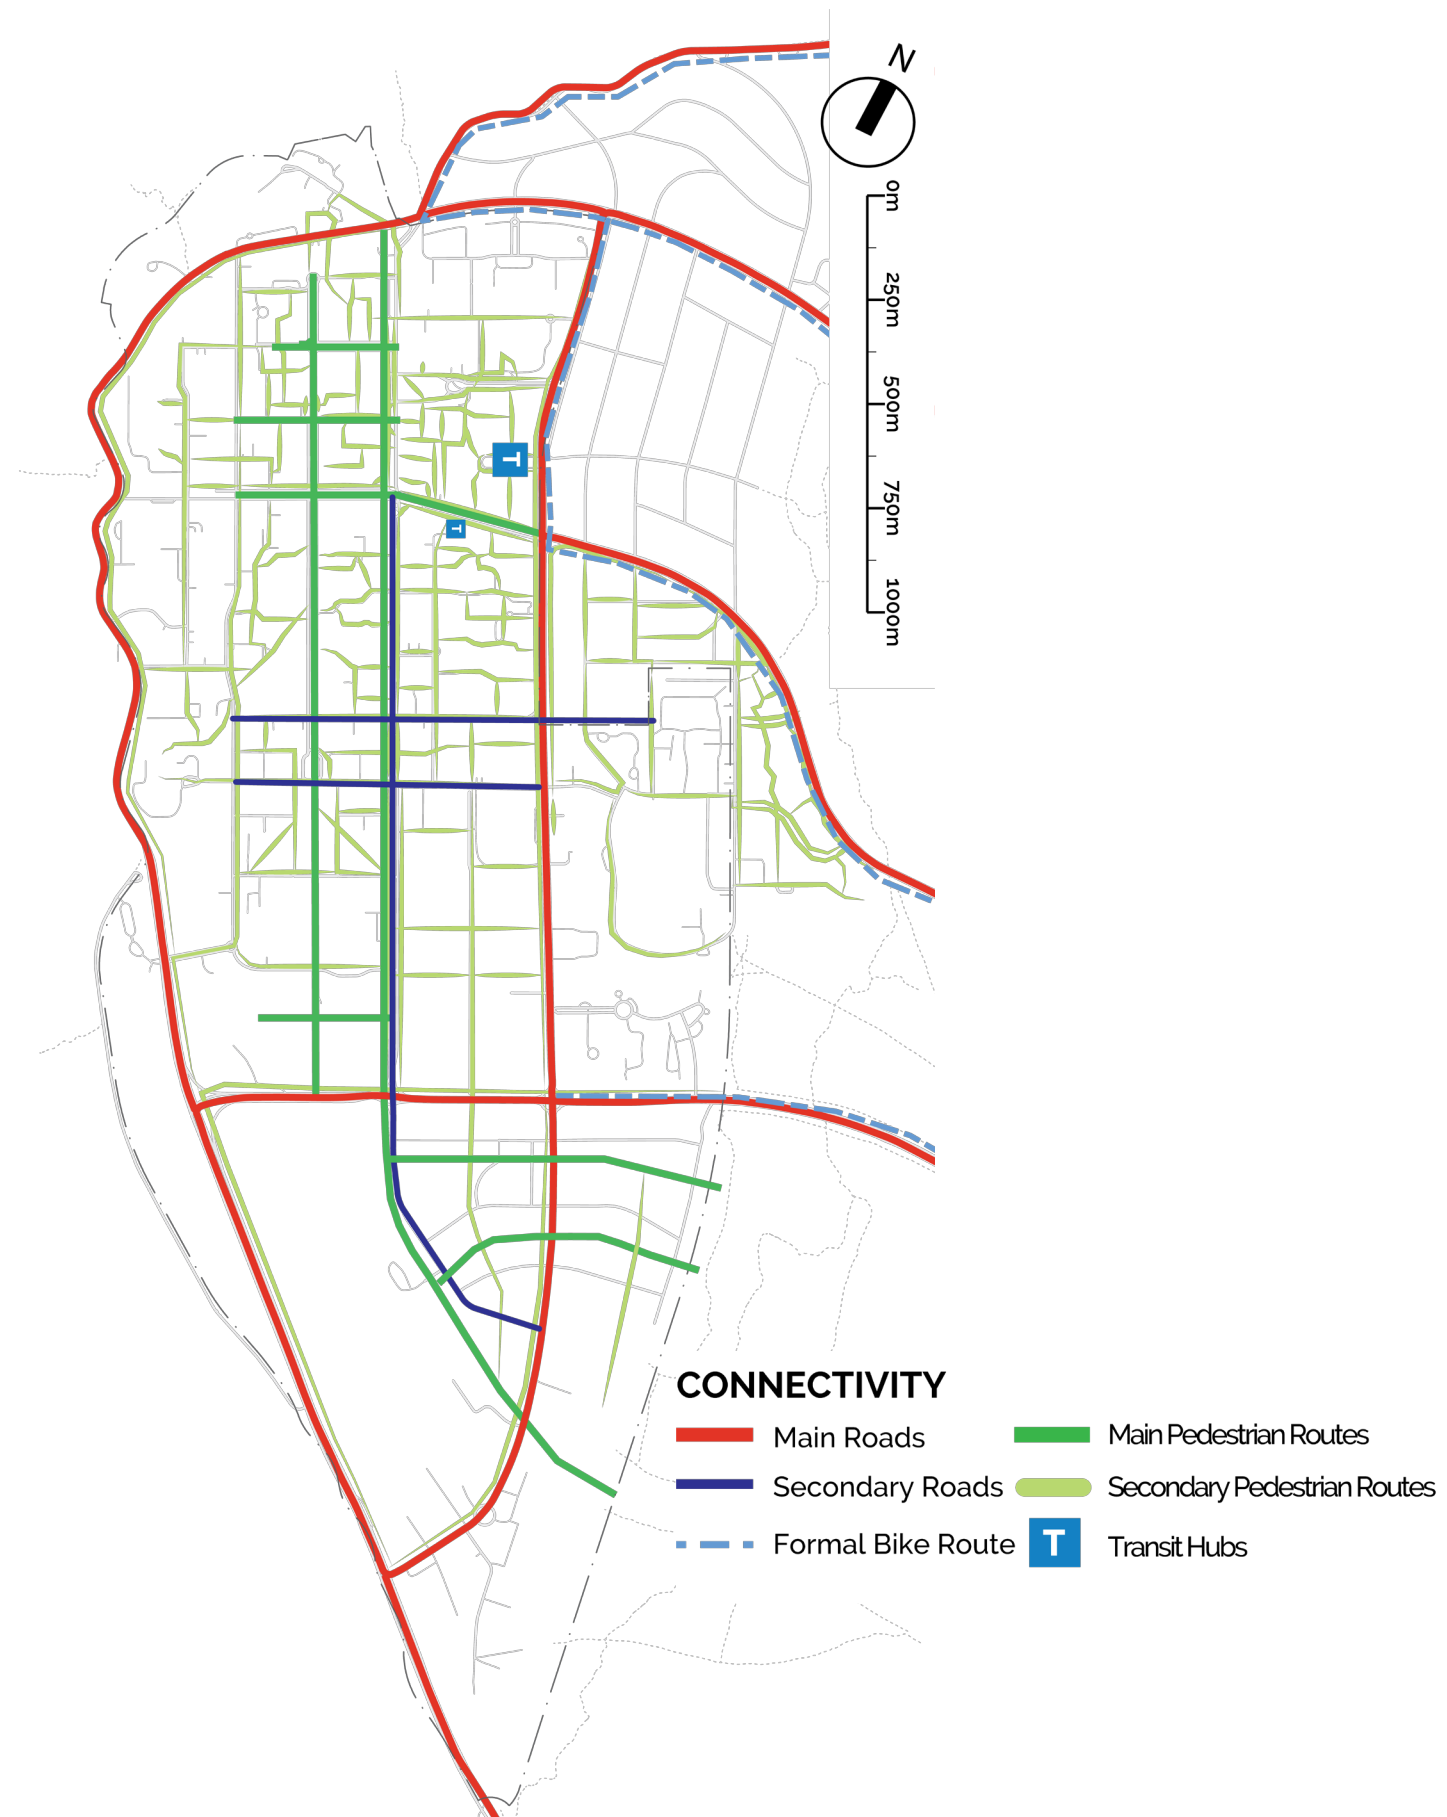 N
0m
250m
500m
750m
1000m
T
T
CONNECTIVITY
Main Roads
Main Pedestrian Routes
Secondary Roads
Secondary Pedestrian Routes
Formal Bike Route
T
Transit Hubs